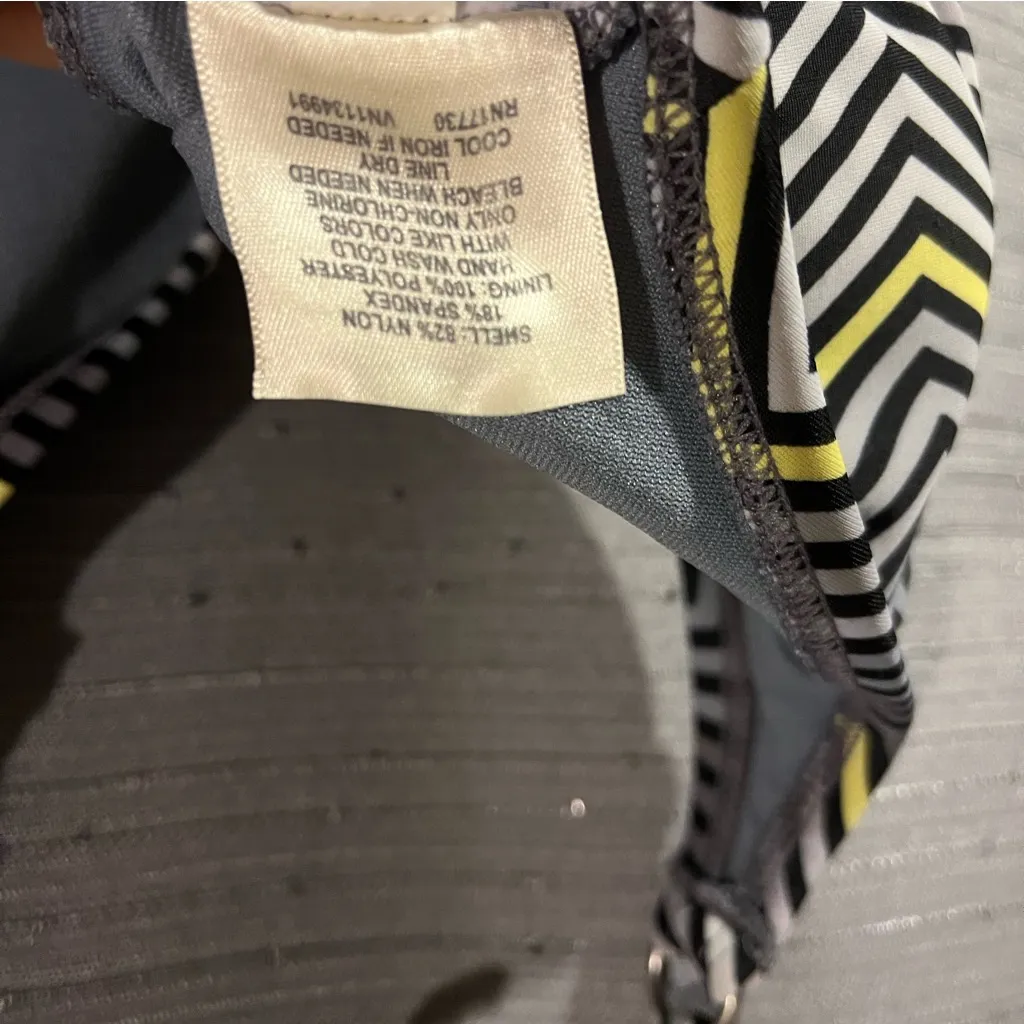 SHELL: 82% NYLON
18% SPANDEX
LINING: 100% POLYESTER
HAND WASH COLD
WITH LIKE COLORS
ONLY NON-CHLORINE
BLEACH WHEN NEEDED
LINE DRY
COOL IRON IF NEEDED
RN17730 VN1134991